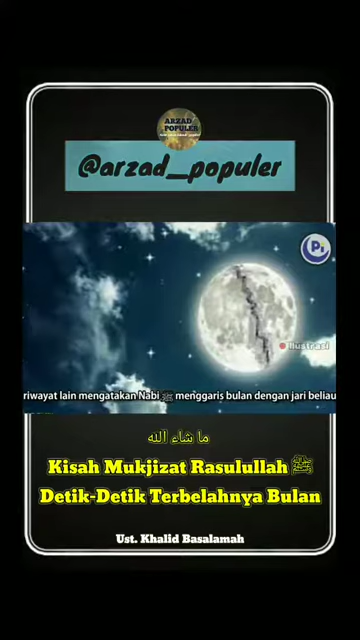 ARZAD
POPULER
@arzad_populer
Ilustrasi
riwayat lain mengatakan Nabi ﷺ menggaris bulan dengan jari beliau
ما شاء الله
Kisah Mukjizat Rasulullah ﷺ
Detik-Detik Terbelahnya Bulan
Ust. Khalid Basalamah